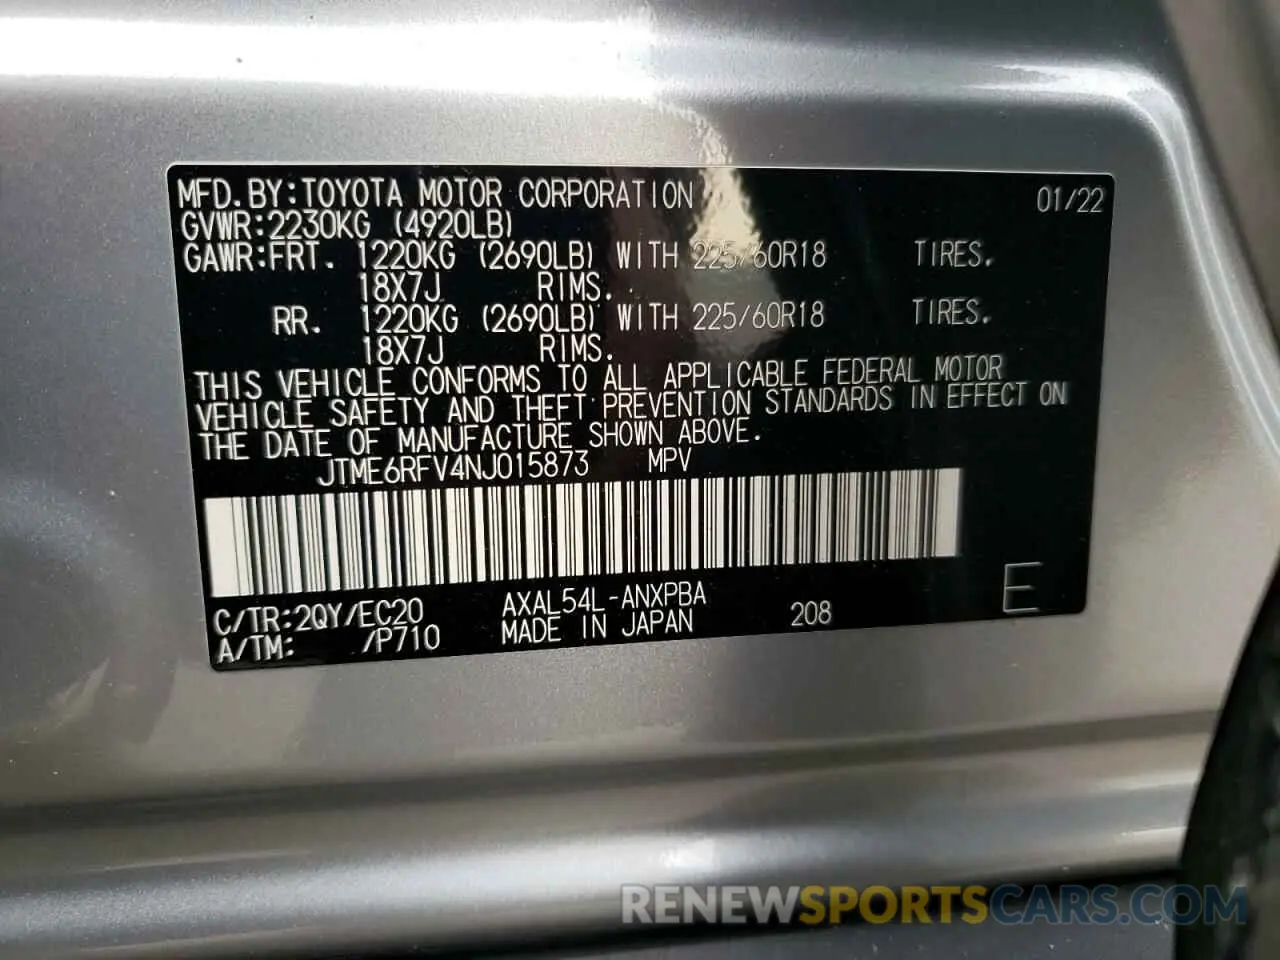 MFD.BY:TOYOTA MOTOR CORPORATION 01/22
GVWR:2230KG (4920LB)
GAWR:FRT. 1220KG (2690LB) WITH 225/60R18 TIRES.
18X7J RIMS.
RR. 1220KG (2690LB) WITH 225/60R18 TIRES.
18X7J RIMS.
THIS VEHICLE CONFORMS TO ALL APPLICABLE FEDERAL MOTOR
VEHICLE SAFETY AND THEFT PREVENTION STANDARDS IN EFFECT ON
THE DATE OF MANUFACTURE SHOWN ABOVE.
JTME6RFV4NJ015873 MPV
C/TR:2QY/EC20 AXAL54L-ANXPBA
A/TM: /P710 MADE IN JAPAN 208 E
RENEWSPORTSCARS.COM